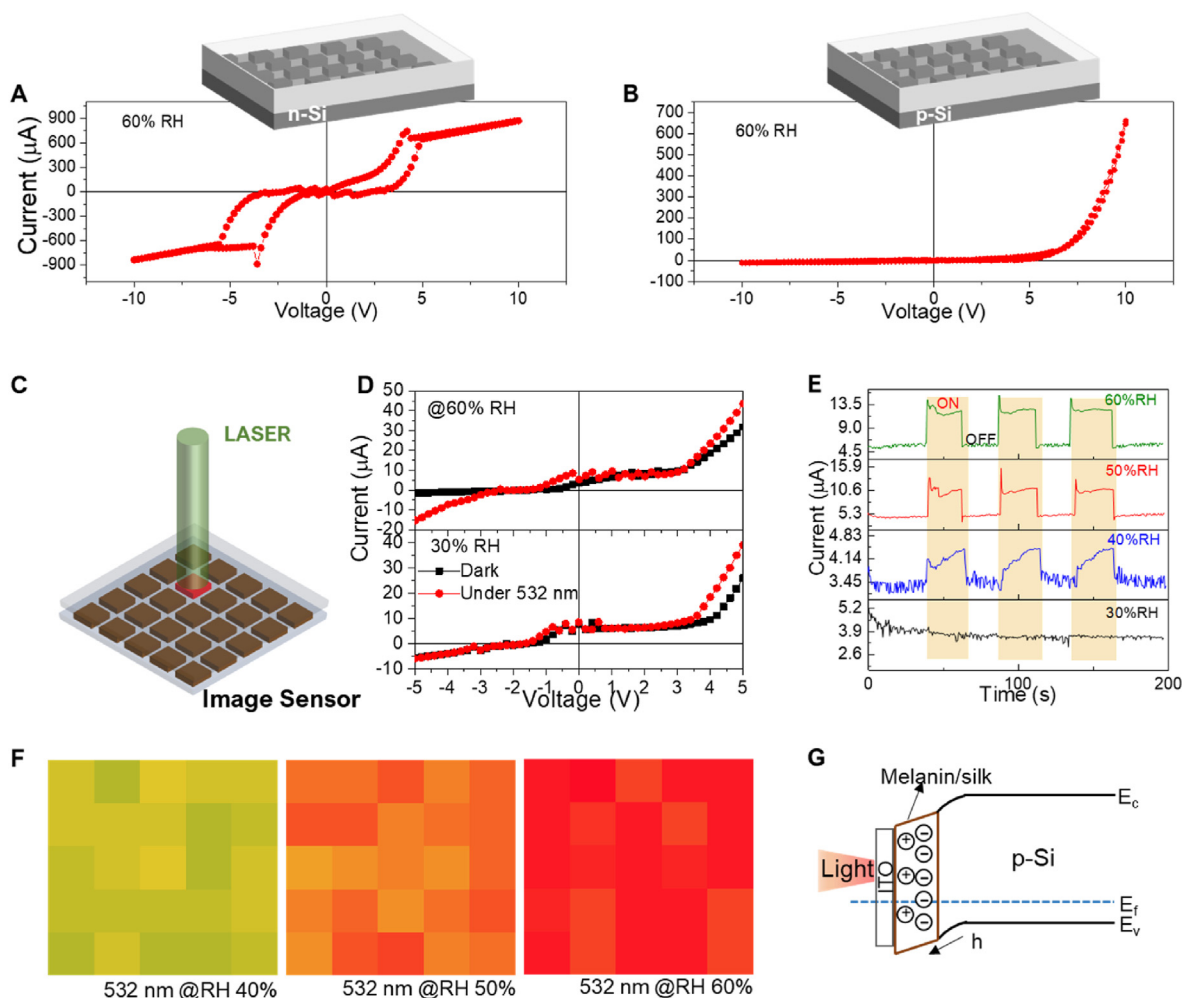 A
n-Si
60% RH
Current (μA)
900
600
300
0
-300
-600
-900
-10
-5
0
5
10
Voltage (V)
B
p-Si
60% RH
Current (μA)
700
600
500
400
300
200
100
0
-100
-10
-5
0
5
10
Voltage (V)
C
LASER
Image Sensor
D
@60% RH
30% RH
Dark
Under 532 nm
Current (μA)
50
40
30
20
10
0
-10
20
40
30
20
10
0
-10
-5
-4
-3
-2
-1
0
1
2
3
4
5
Voltage (V)
E
ON
OFF
60%RH
50%RH
40%RH
30%RH
Current (μA)
13.5
9.0
4.5
15.9
10.6
5.3
4.83
4.14
3.45
5.2
3.9
2.6
0
100
200
Time (s)
F
532 nm @RH 40%
532 nm @RH 50%
532 nm @RH 60%
G
Melanin/silk
Ec
p-Si
Light
ITO
Ef
Ev
h